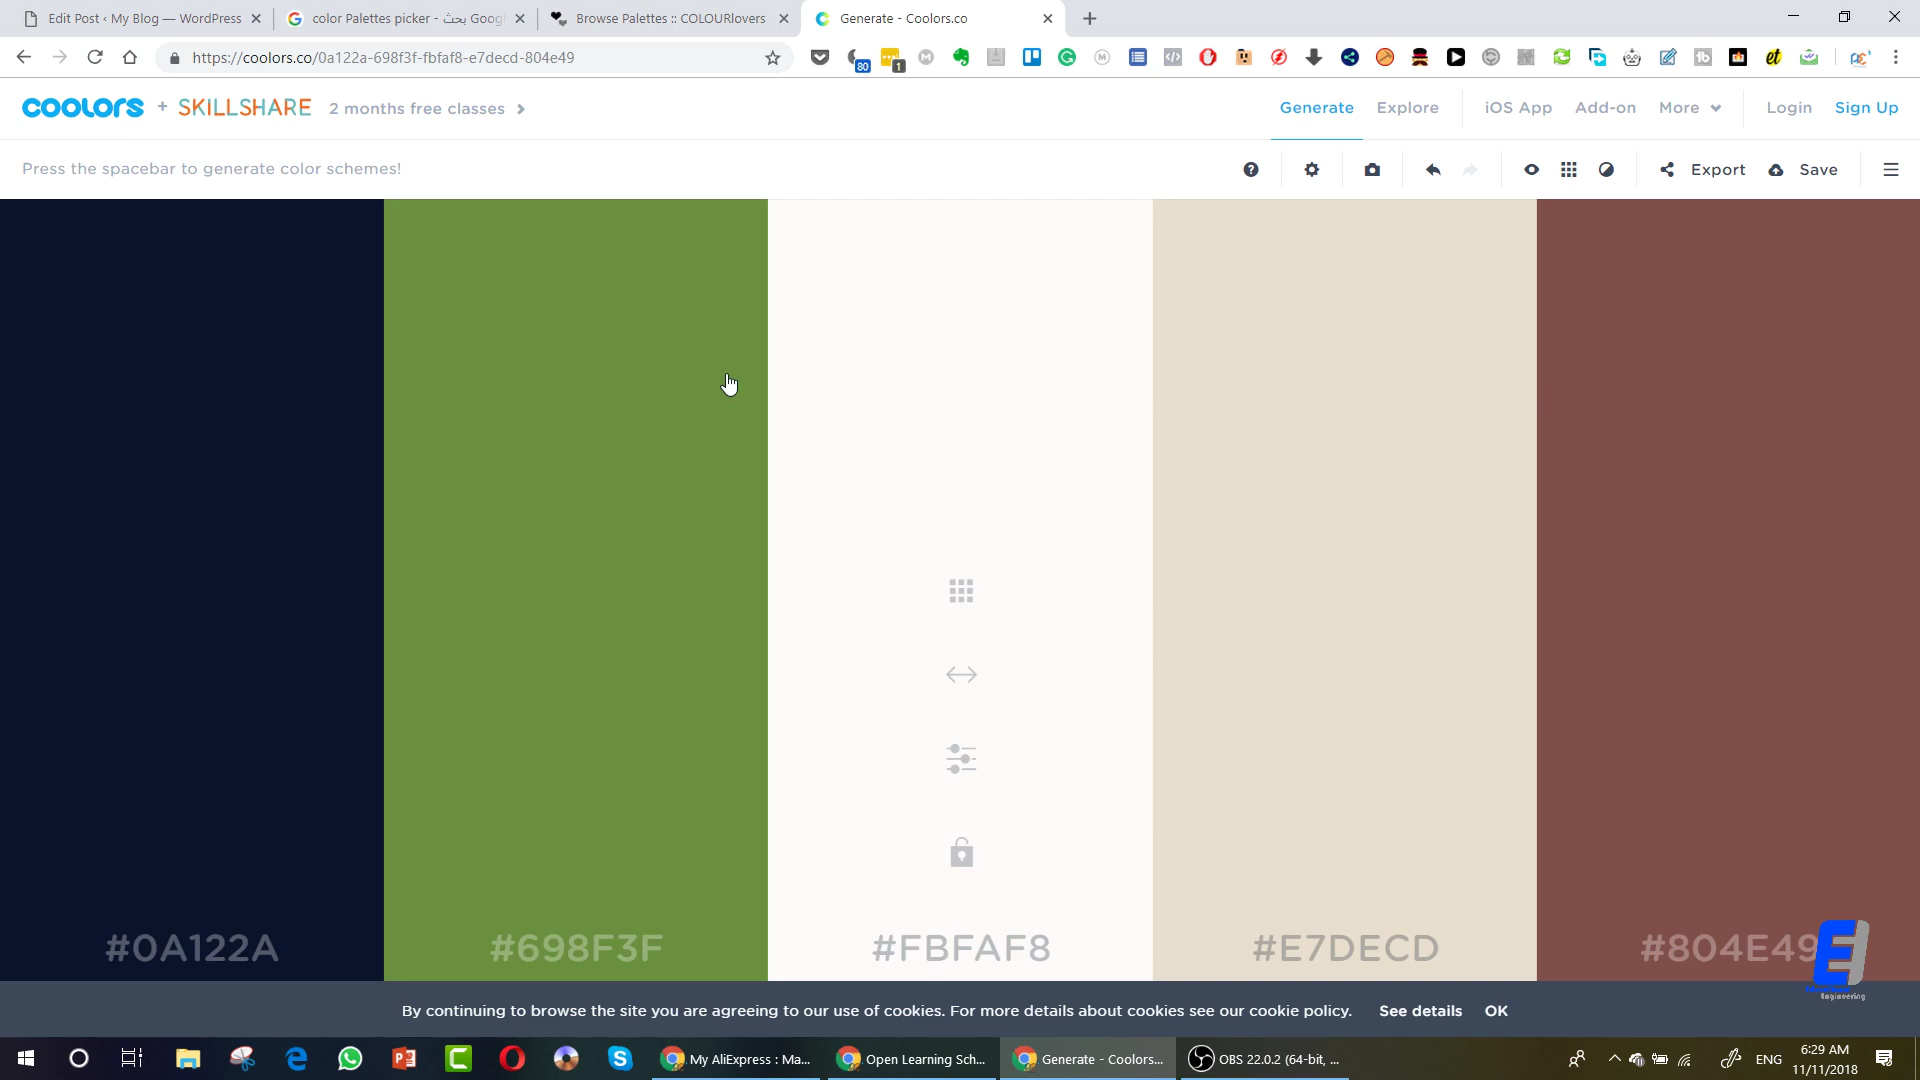 Edit Post ‹ My Blog — WordPress
color Palettes picker - بحث Goog
Browse Palettes :: COLOURlovers
Generate - Coolors.co
https://coolors.co/0a122a-698f3f-fbfaf8-e7decd-804e49
80
1
coolors + SKILLSHARE 2 months free classes
Generate Explore iOS App Add-on More Login Sign Up
Press the spacebar to generate color schemes!
Export Save
#0A122A
#698F3F
#FBFAF8
#E7DECD
#804E49
Engineering
By continuing to browse the site you are agreeing to our use of cookies. For more details about cookies see our cookie policy. See details OK
My AliExpress : Ma...
Open Learning Sch...
Generate - Coolors...
OBS 22.0.2 (64-bit, ...
ENG
6:29 AM
11/11/2018